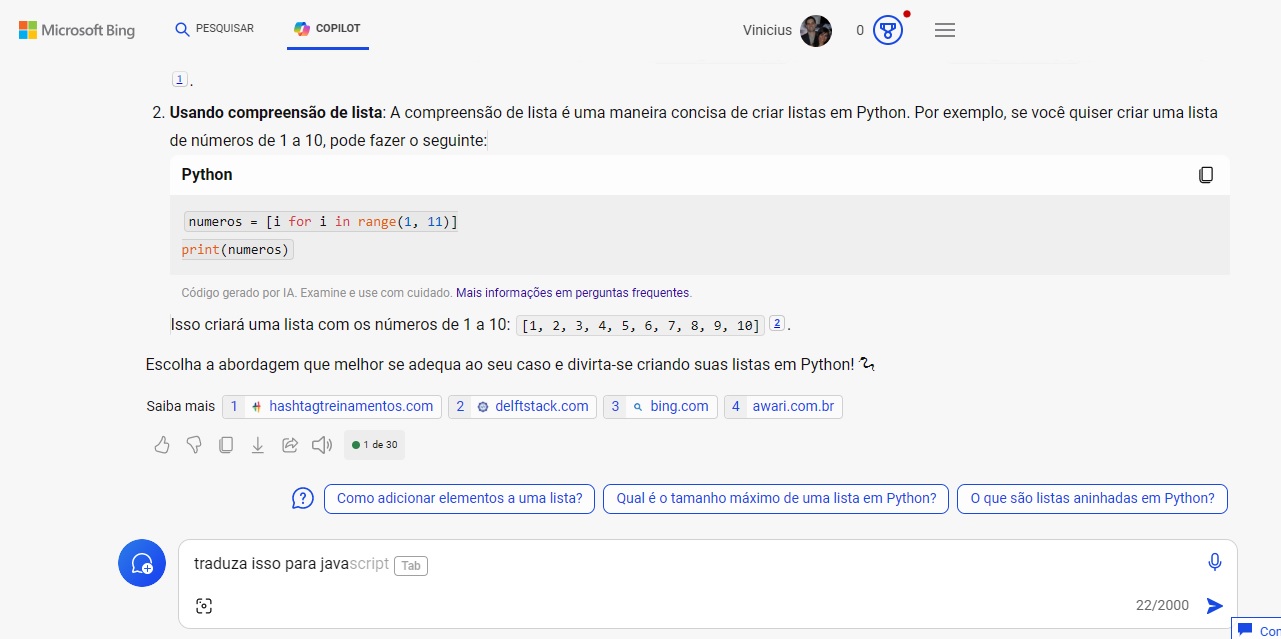 Microsoft Bing
PESQUISAR
COPILOT
Vinicius
0
1.
2. Usando compreensão de lista: A compreensão de lista é uma maneira concisa de criar listas em Python. Por exemplo, se você quiser criar uma lista
de números de 1 a 10, pode fazer o seguinte:
Python
numeros = [i for i in range(1, 11)]
print(numeros)
Código gerado por IA. Examine e use com cuidado. Mais informações em perguntas frequentes.
Isso criará uma lista com os números de 1 a 10: [1, 2, 3, 4, 5, 6, 7, 8, 9, 10] 2.
Escolha a abordagem que melhor se adequa ao seu caso e divirta-se criando suas listas em Python!
Saiba mais 1 hashtagtreinamentos.com 2 delftstack.com 3 bing.com 4 awari.com.br
1 de 30
Como adicionar elementos a uma lista? Qual é o tamanho máximo de uma lista em Python? O que são listas aninhadas em Python?
traduza isso para javascript Tab
22/2000